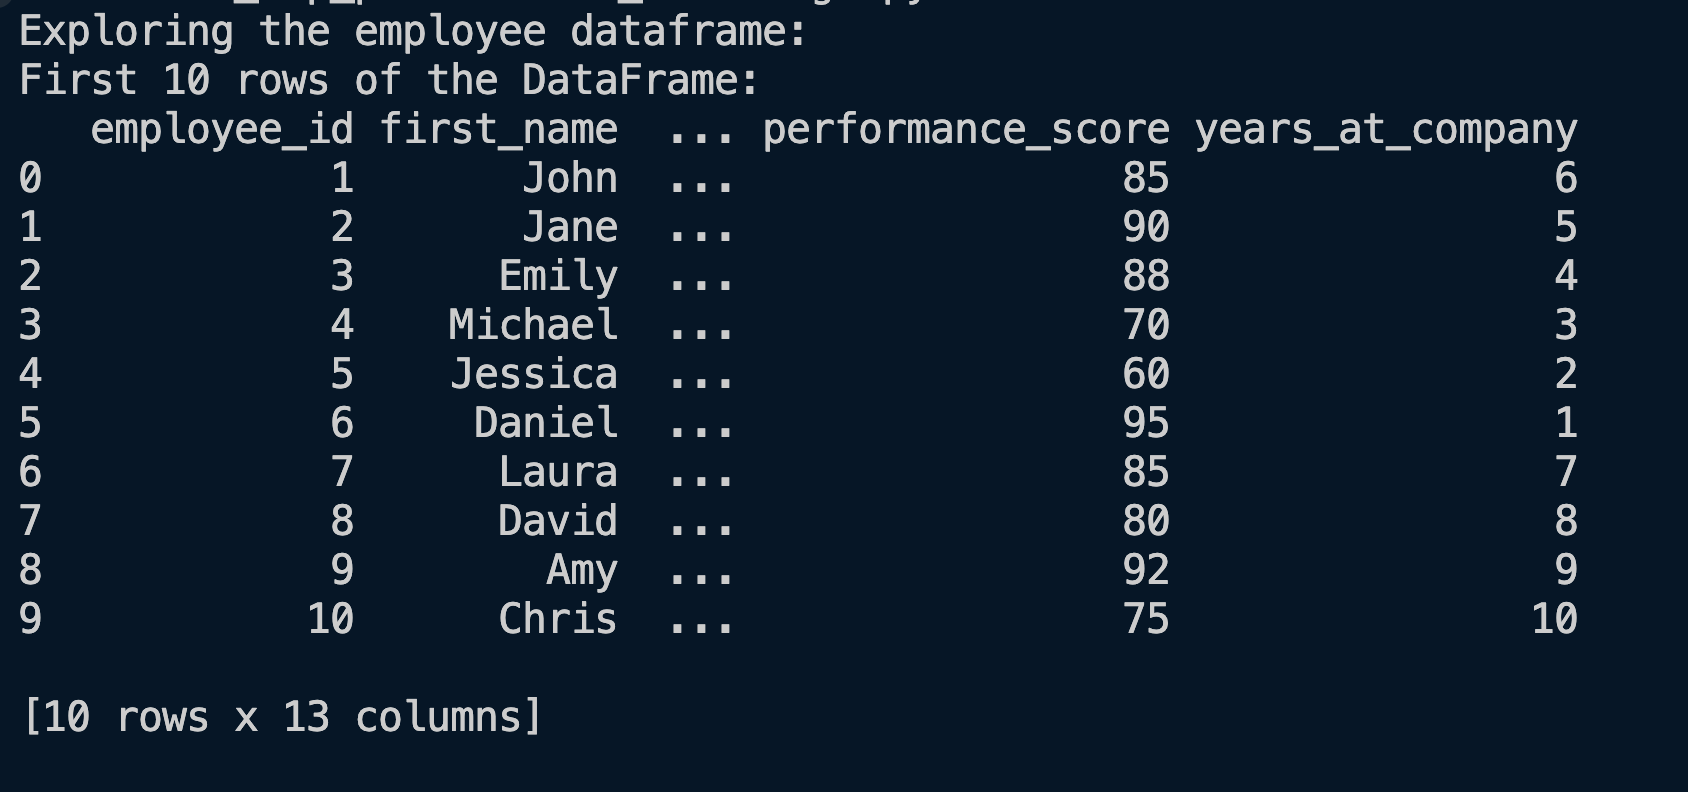 Exploring the employee dataframe:
First 10 rows of the DataFrame:
   employee_id first_name  ... performance_score years_at_company
0            1       John  ...                85                6
1            2       Jane  ...                90                5
2            3      Emily  ...                88                4
3            4    Michael  ...                70                3
4            5    Jessica  ...                60                2
5            6     Daniel  ...                95                1
6            7      Laura  ...                85                7
7            8      David  ...                80                8
8            9        Amy  ...                92                9
9           10      Chris  ...                75               10
[10 rows x 13 columns]